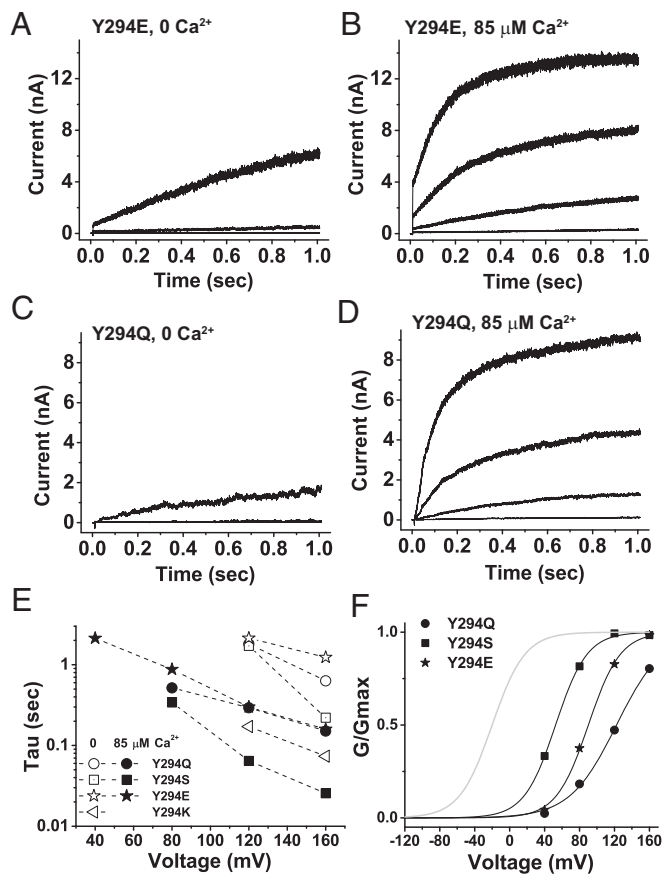 A
Y294E, 0 Ca²⁺
Current (nA)
12
8
4
0
0.0 0.2 0.4 0.6 0.8 1.0
Time (sec)
B
Y294E, 85 μM Ca²⁺
Current (nA)
12
8
4
0
0.0 0.2 0.4 0.6 0.8 1.0
Time (sec)
C
Y294Q, 0 Ca²⁺
Current (nA)
8
6
4
2
0
0.0 0.2 0.4 0.6 0.8 1.0
Time (sec)
D
Y294Q, 85 μM Ca²⁺
Current (nA)
8
6
4
2
0
0.0 0.2 0.4 0.6 0.8 1.0
Time (sec)
E
Tau (sec)
1
0.1
0.01
0 85 μM Ca²⁺
Y294Q
Y294S
Y294E
Y294K
40 60 80 100 120 140 160
Voltage (mV)
F
Y294Q
Y294S
Y294E
G/Gmax
1.0
0.5
0.0
-120 -80 -40 0 40 80 120 160
Voltage (mV)